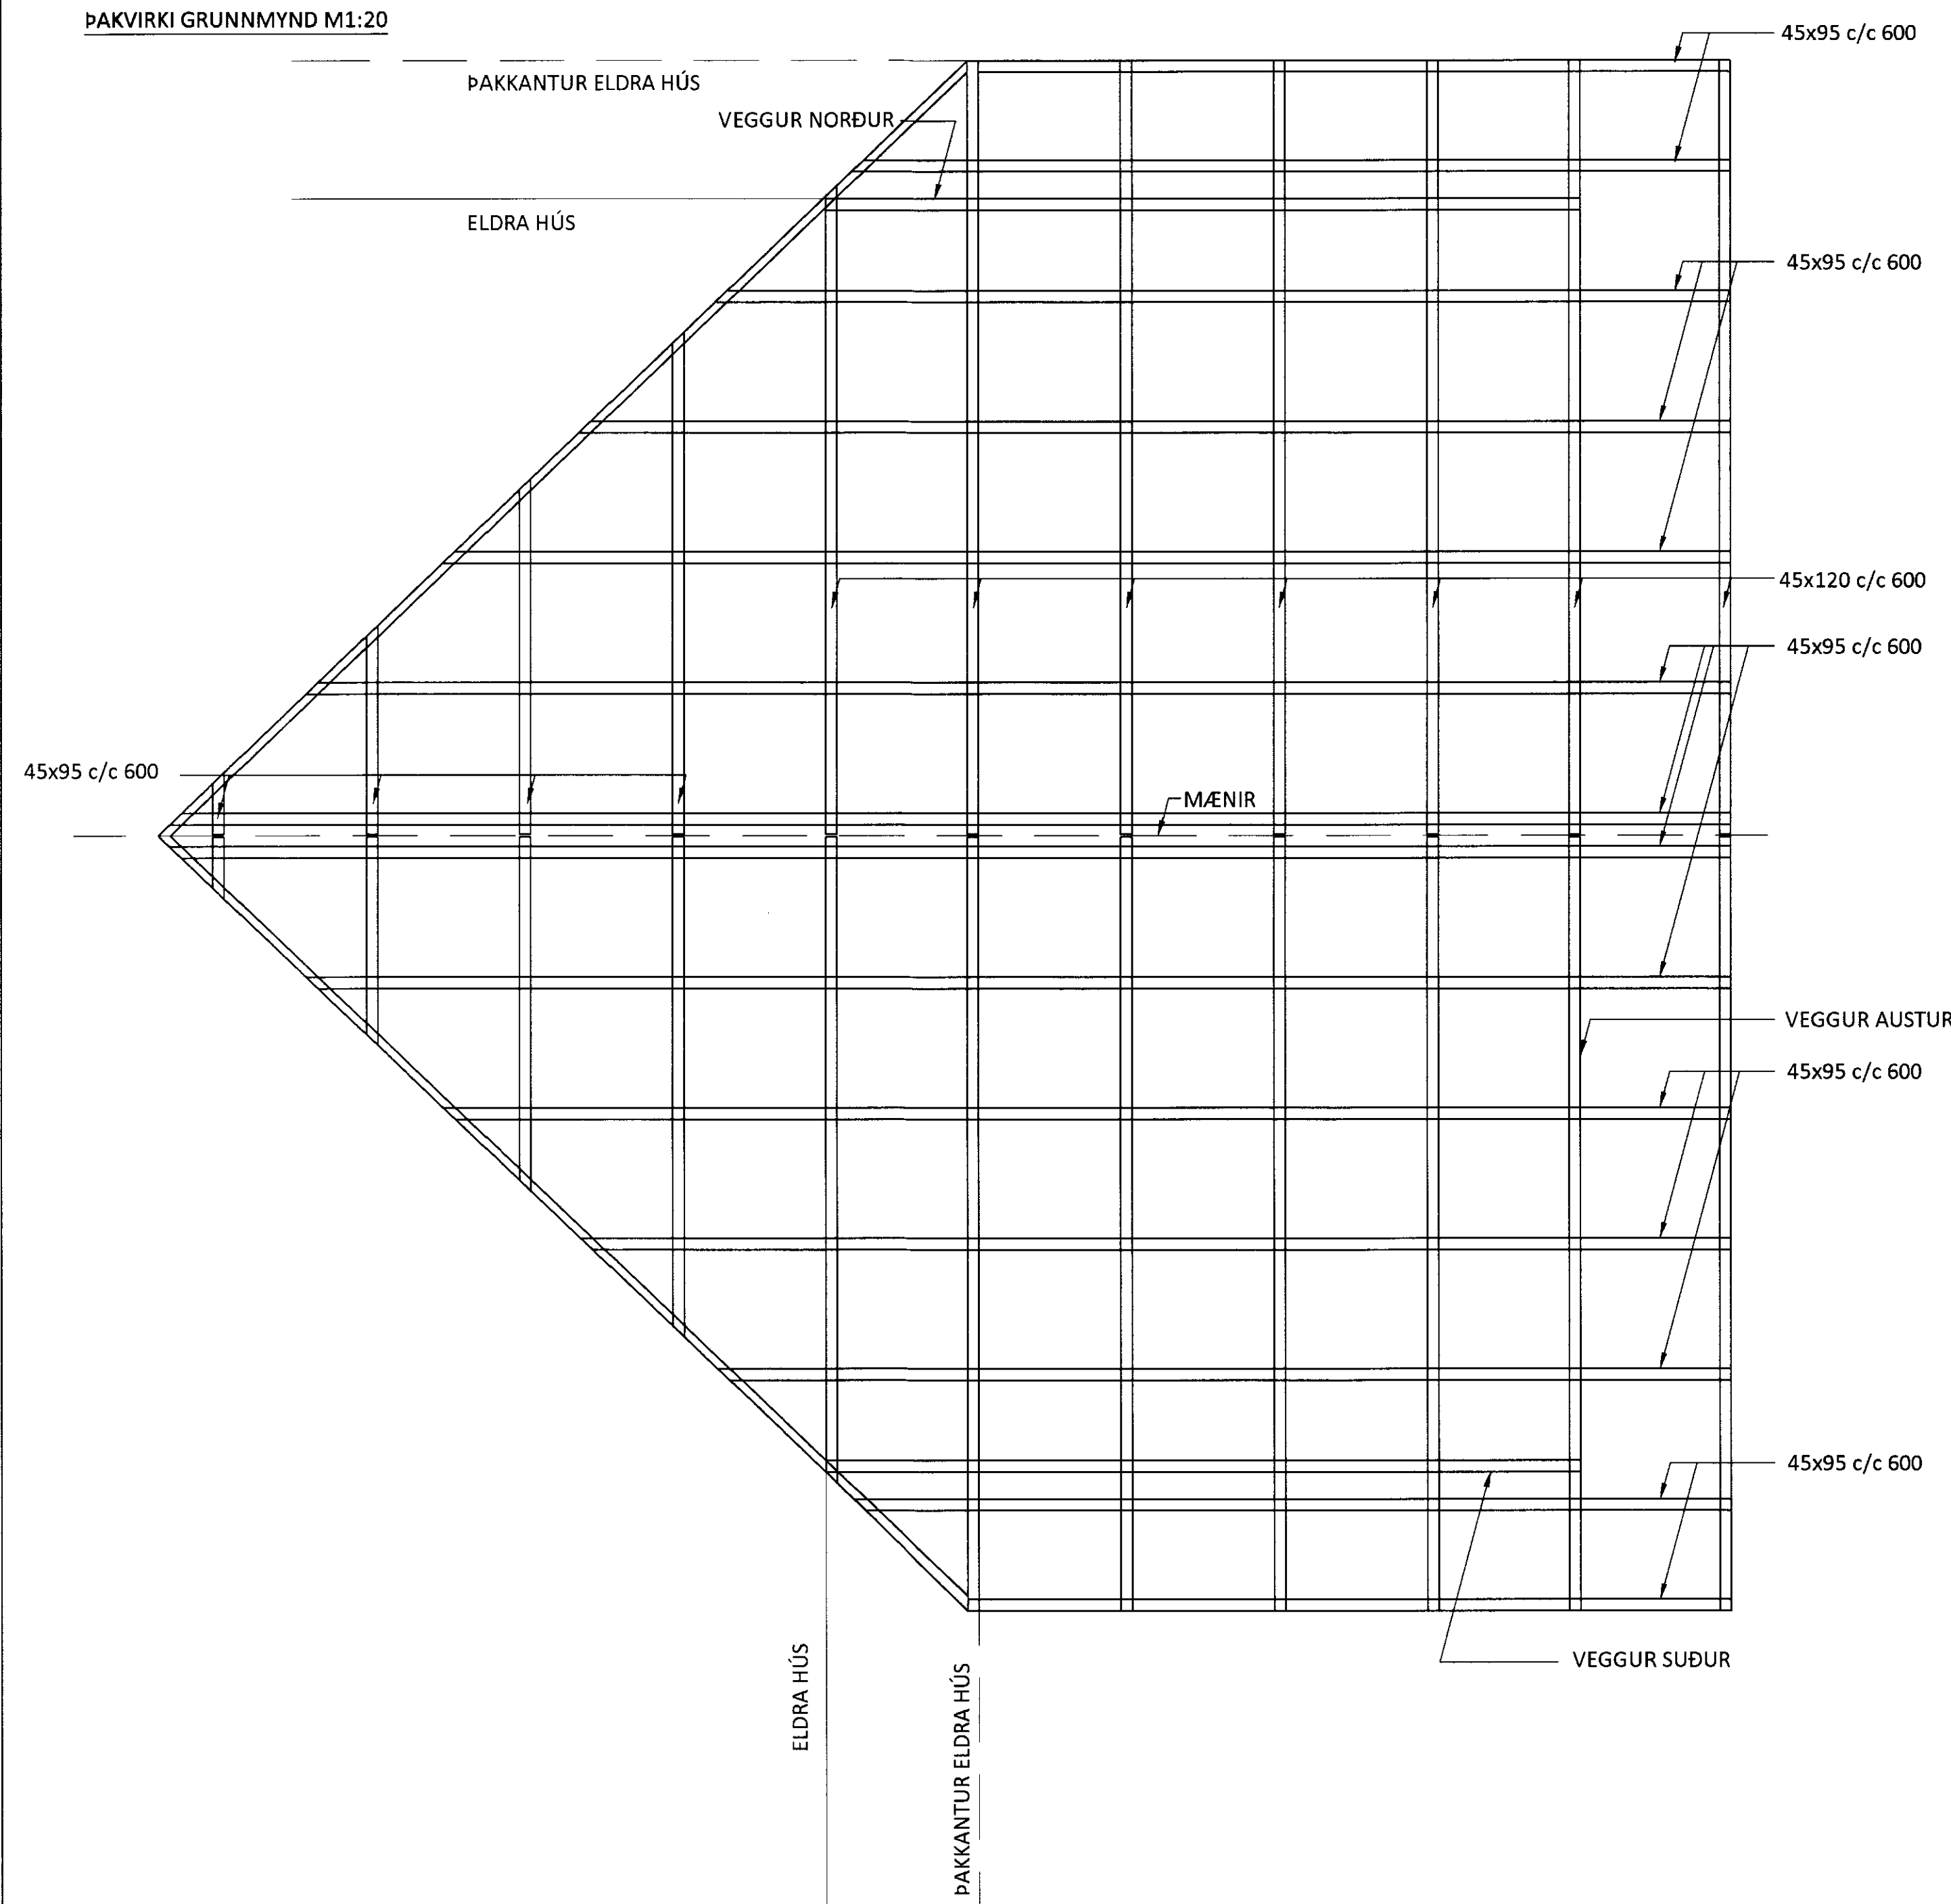 ÞAKVIRKI GRUNNMYND M1:20
45x95 c/c 600
ÞAKKANTUR ELDRA HÚS
VEGGUR NORÐUR
ELDRA HÚS
45x95 c/c 600
45x120 c/c 600
45x95 c/c 600
45x95 c/c 600
MÆNIR
VEGGUR AUSTUR
45x95 c/c 600
45x95 c/c 600
VEGGUR SUÐUR
ELDRA HÚS
ÞAKKANTUR ELDRA HÚS